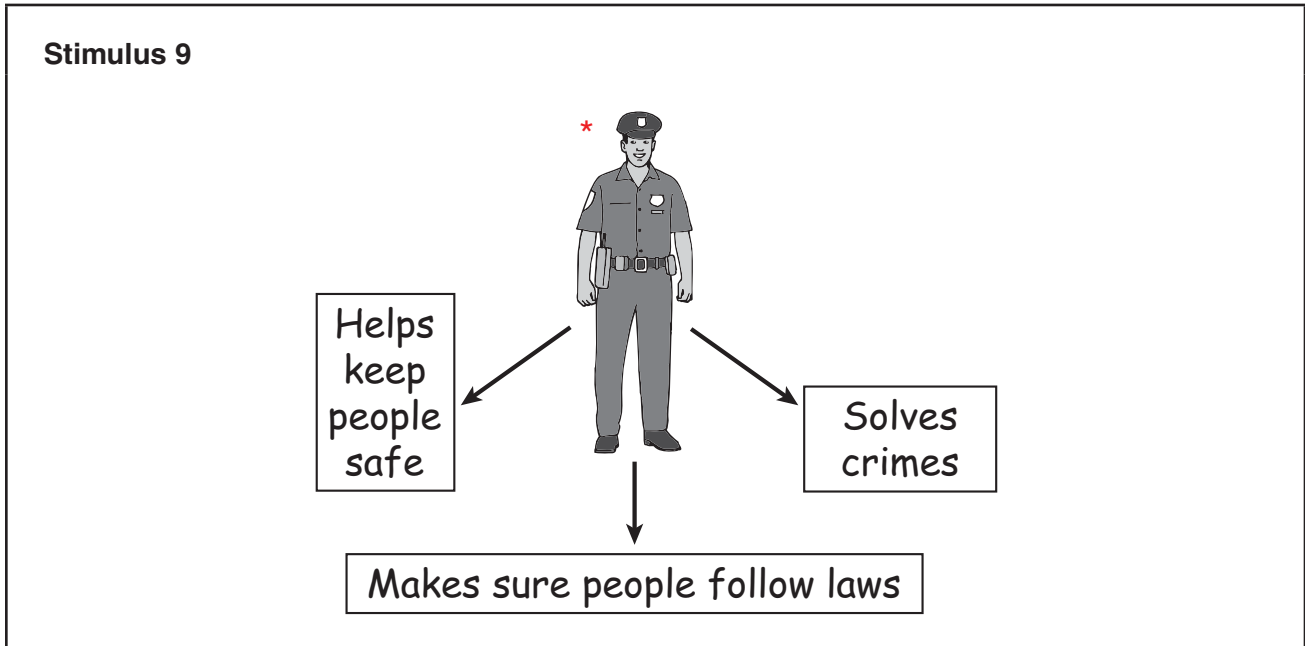 Stimulus 9
*
Helps
keep
people
safe
Solves
crimes
Makes sure people follow laws